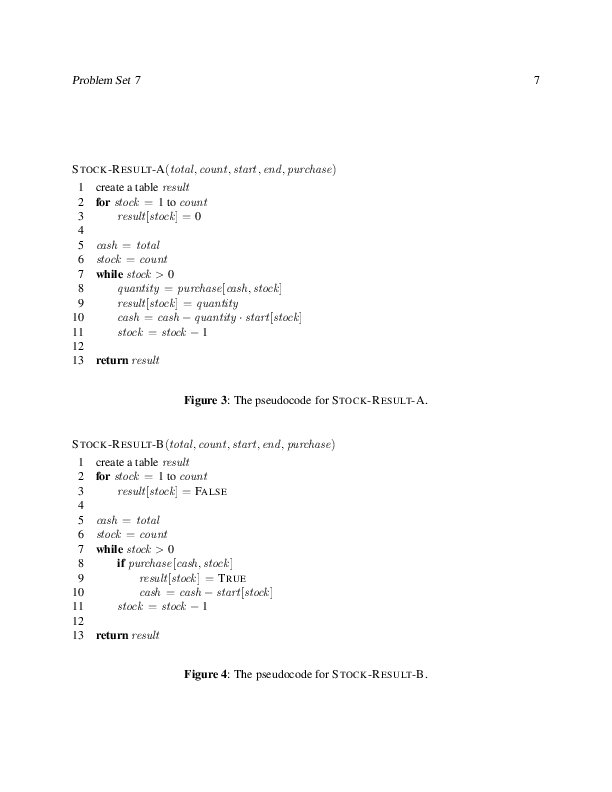 Problem Set 7 7
STOCK-RESULT-A(total, count, start, end, purchase)
1 create a table result
2 for stock = 1 to count
3 result[stock] = 0
4
5 cash = total
6 stock = count
7 while stock > 0
8 quantity = purchase[cash, stock]
9 result[stock] = quantity
10 cash = cash − quantity · start[stock]
11 stock = stock − 1
12
13 return result
Figure 3: The pseudocode for STOCK-RESULT-A.
STOCK-RESULT-B(total, count, start, end, purchase)
1 create a table result
2 for stock = 1 to count
3 result[stock] = FALSE
4
5 cash = total
6 stock = count
7 while stock > 0
8 if purchase[cash, stock]
9 result[stock] = TRUE
10 cash = cash − start[stock]
11 stock = stock − 1
12
13 return result
Figure 4: The pseudocode for STOCK-RESULT-B.